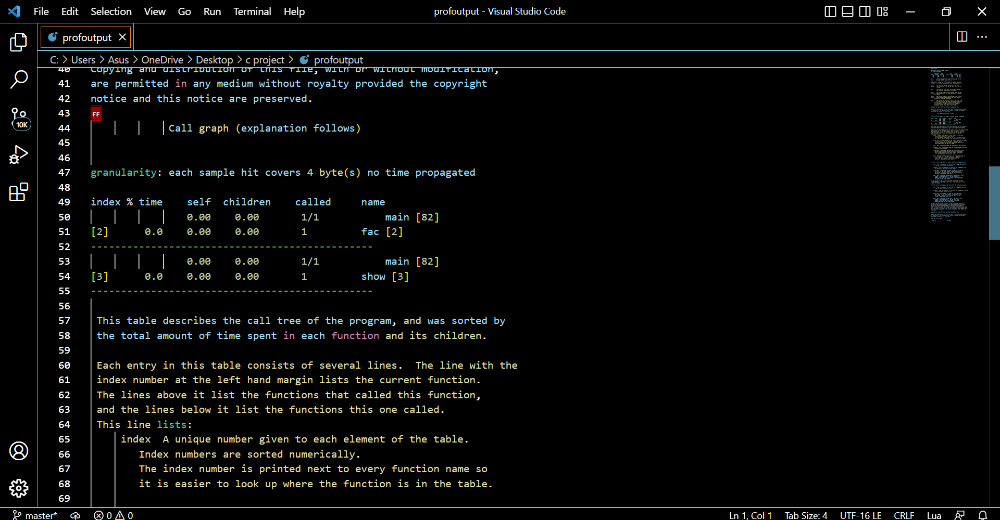 File Edit Selection View Go Run Terminal Help profoutput - Visual Studio Code
profoutput
C: > Users > Asus > OneDrive > Desktop > c project > profoutput
10K
40 Copying and distribution of this file, with or without modification,
41 are permitted in any medium without royalty provided the copyright
42 notice and this notice are preserved.
43 FF
44 Call graph (explanation follows)
45
46
47 granularity: each sample hit covers 4 byte(s) no time propagated
48
49 index % time self children called name
50 0.00 0.00 1/1 main [82]
51 [2] 0.0 0.00 0.00 1 fac [2]
52 -----------------------------------------------
53 0.00 0.00 1/1 main [82]
54 [3] 0.0 0.00 0.00 1 show [3]
55 -----------------------------------------------
56
57 This table describes the call tree of the program, and was sorted by
58 the total amount of time spent in each function and its children.
59
60 Each entry in this table consists of several lines.  The line with the
61 index number at the left hand margin lists the current function.
62 The lines above it list the functions that called this function,
63 and the lines below it list the functions this one called.
64 This line lists:
65 index  A unique number given to each element of the table.
66 Index numbers are sorted numerically.
67 The index number is printed next to every function name so
68 it is easier to look up where the function is in the table.
69
master* 0 0 Ln 1, Col 1 Tab Size: 4 UTF-16 LE CRLF Lua